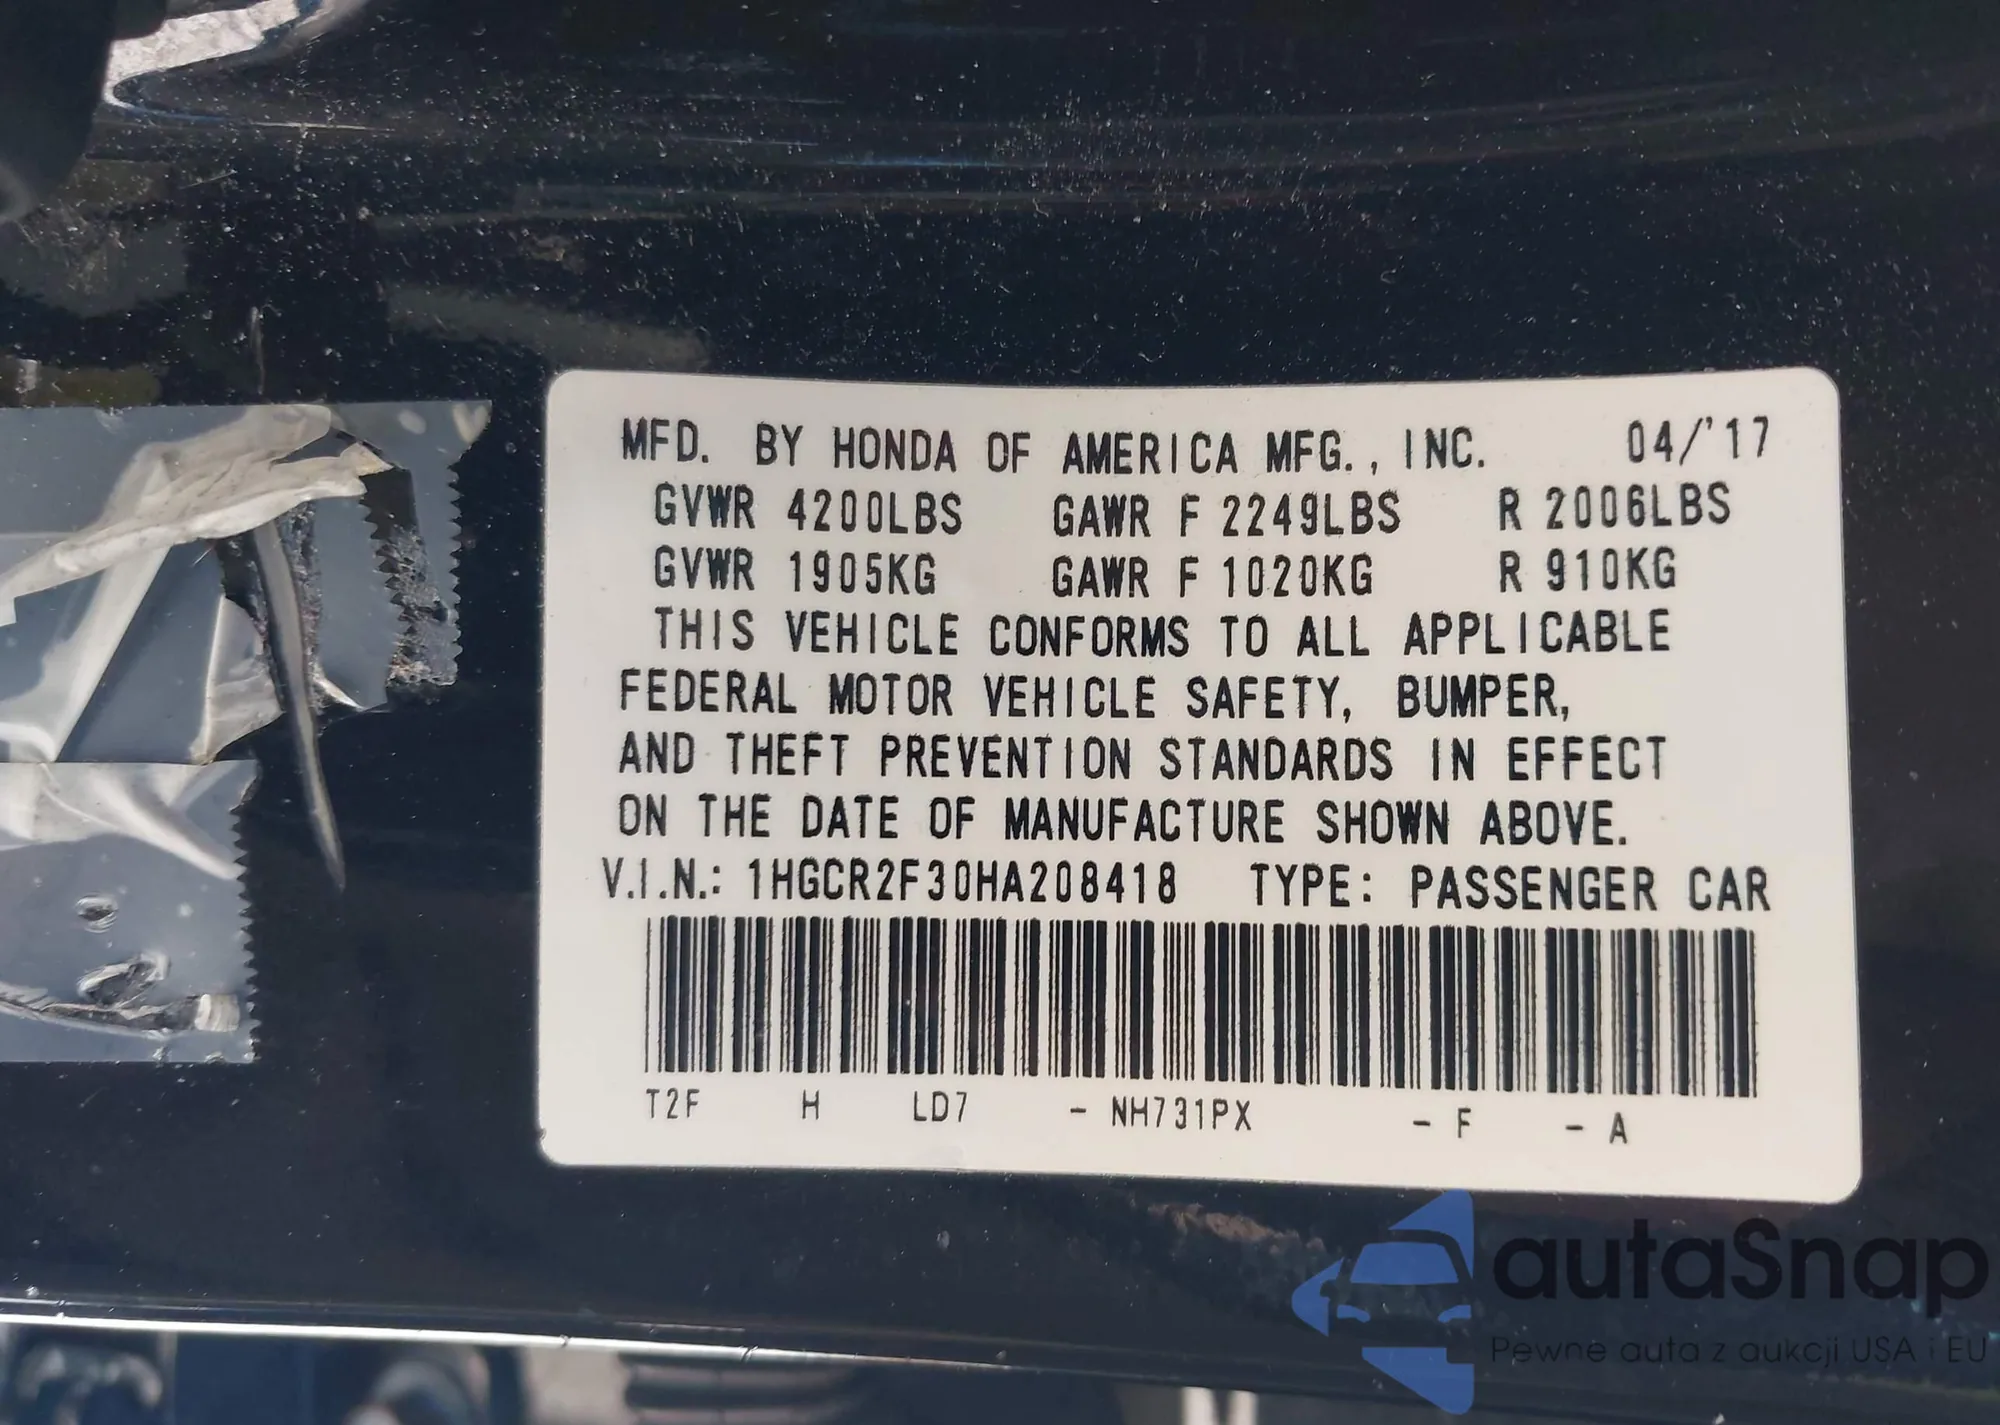 MFD. BY HONDA OF AMERICA MFG., INC. 04/'17
GVWR 4200LBS GAWR F 2249LBS R 2006LBS
GVWR 1905KG GAWR F 1020KG R 910KG
THIS VEHICLE CONFORMS TO ALL APPLICABLE
FEDERAL MOTOR VEHICLE SAFETY, BUMPER,
AND THEFT PREVENTION STANDARDS IN EFFECT
ON THE DATE OF MANUFACTURE SHOWN ABOVE.
V.I.N.: 1HGCR2F30HA208418 TYPE: PASSENGER CAR
T2F H LD7 - NH731PX - F - A
autaSnap
Pewne auta z aukcji USA i EU